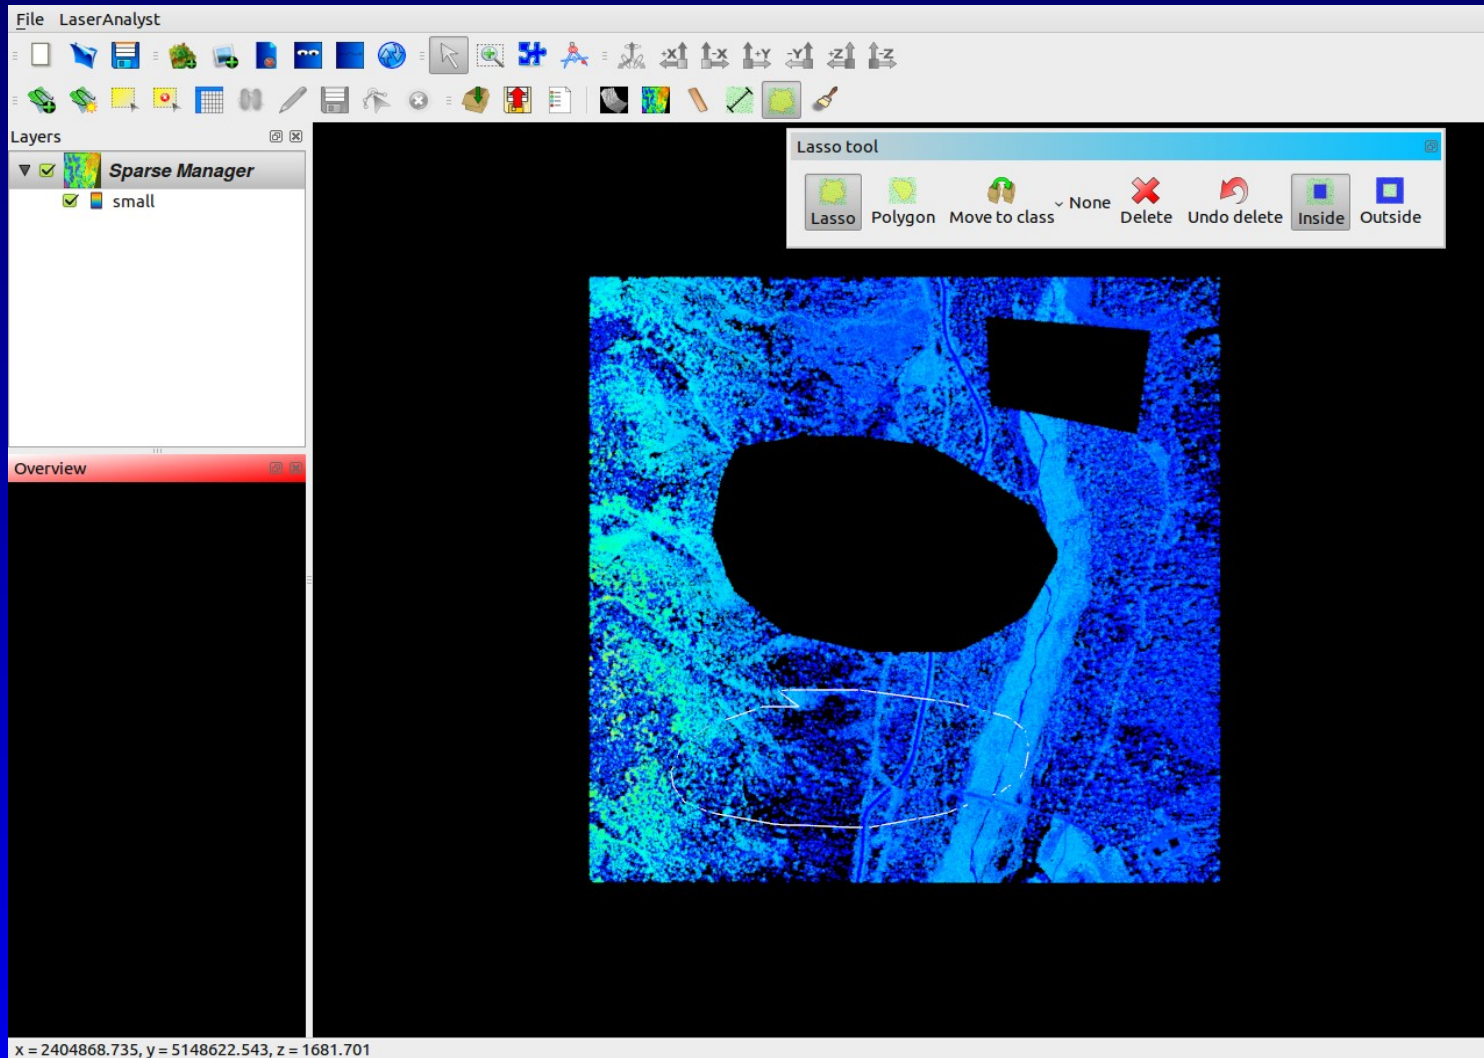 File LaserAnalyst
+X -X +Y -Y +Z -Z
Layers
Lasso tool
Sparse Manager
small
Lasso Polygon Move to class None Delete Undo delete Inside Outside
Overview
x = 2404868.735, y = 5148622.543, z = 1681.701